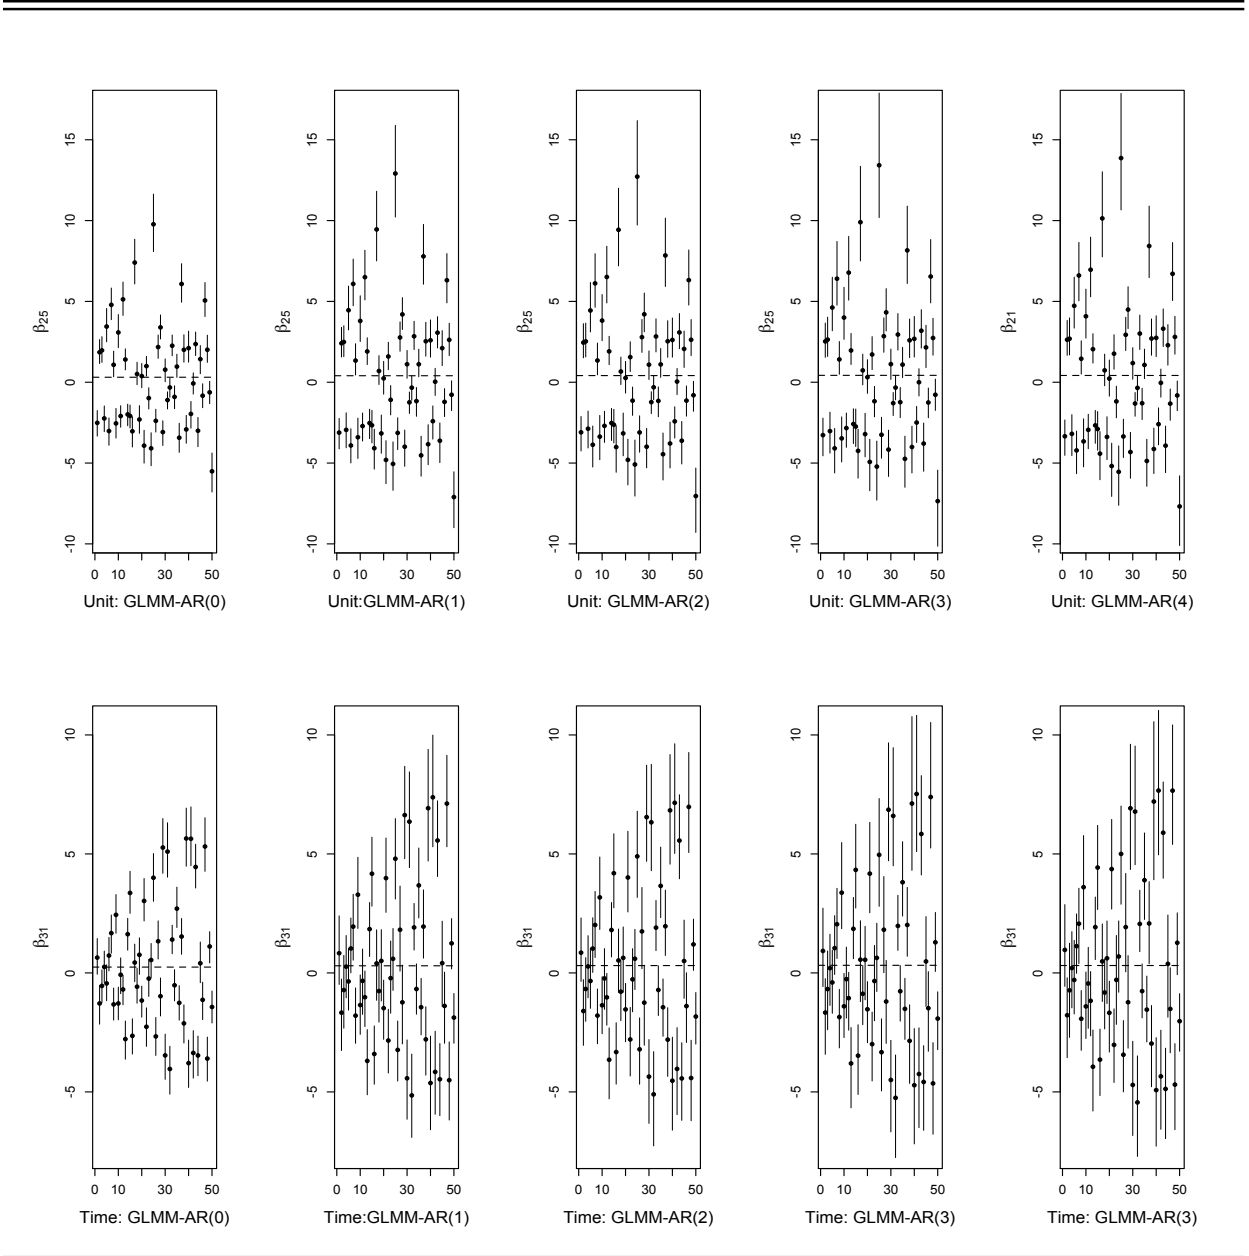 15 15 15 15 15
10 10 10 10 10
β25 5 β25 5 β25 5 β25 5 β21 5
0 0 0 0 0
-5 -5 -5 -5 -5
-10 -10 -10 -10 -10
0 10 30 50 0 10 30 50 0 10 30 50 0 10 30 50 0 10 30 50
Unit: GLMM-AR(0) Unit:GLMM-AR(1) Unit: GLMM-AR(2) Unit: GLMM-AR(3) Unit: GLMM-AR(4)
10 10 10 10 10
5 5 5 5 5
β31 β31 β31 β31 β31
0 0 0 0 0
-5 -5 -5 -5 -5
0 10 30 50 0 10 30 50 0 10 30 50 0 10 30 50 0 10 30 50
Time: GLMM-AR(0) Time:GLMM-AR(1) Time: GLMM-AR(2) Time: GLMM-AR(3) Time: GLMM-AR(3)